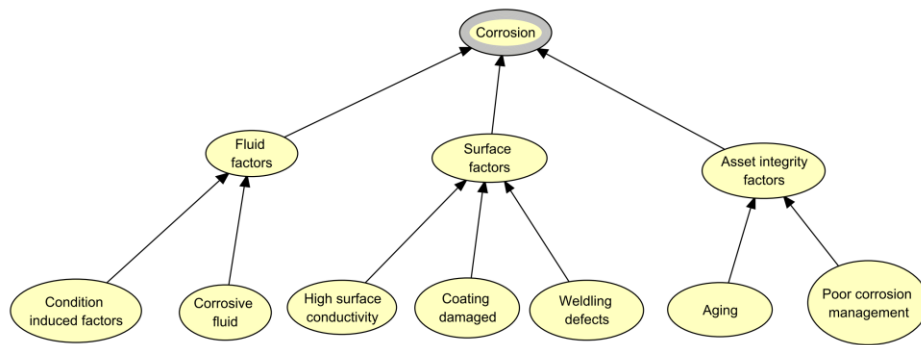 Corrosion
Fluid
factors
Surface
factors
Asset integrity
factors
Condition
induced factors
Corrosive
fluid
High surface
conductivity
Coating
damaged
Weldling
defects
Aging
Poor corrosion
management